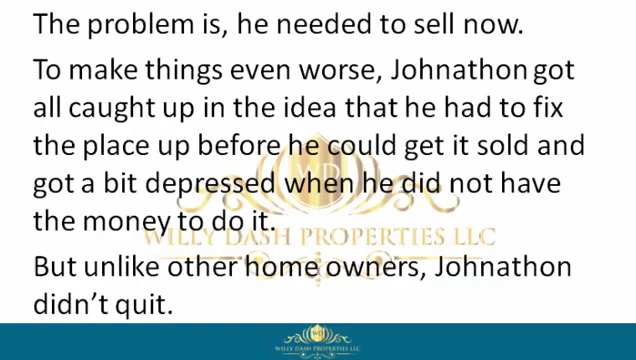 The problem is, he needed to sell now.
To make things even worse, Johnathon got
all caught up in the idea that he had to fix
the place up before he could get it sold and
got a bit depressed when he did not have
the money to do it.
WILLY DASH PROPERTIES LLC
But unlike other home owners, Johnathon
didn't quit.
WILLY DASH PROPERTIES LLC